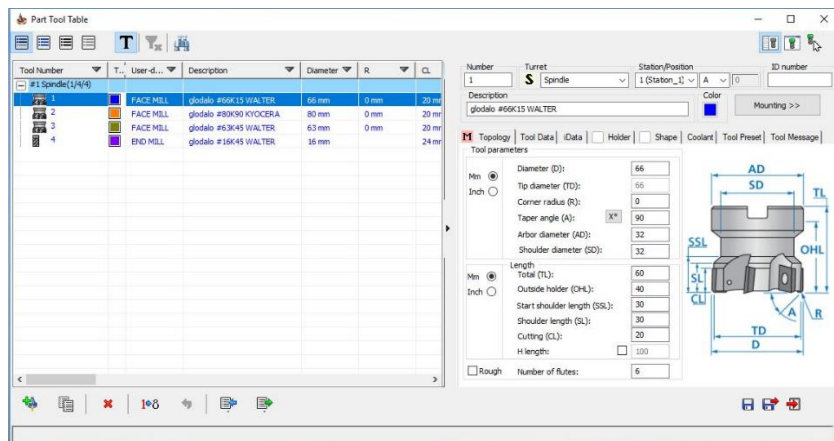 Part Tool Table
T
Tool Number T.. User-d... Description Diameter R CL
#1 Spindle(1/4/4)
1 FACE MILL glodalo #66K15 WALTER 66 mm 0 mm 20 mr
2 FACE MILL glodalo #80K90 KYOCERA 80 mm 0 mm 20 mr
3 FACE MILL glodalo #63K45 WALTER 63 mm 0 mm 20 mr
4 END MILL glodalo #16K45 WALTER 16 mm 24 mr
Number Turret Station/Position ID number
1 S Spindle 1 (Station_1) A 0
Description Color
glodalo #66K15 WALTER Mounting >>
M Topology Tool Data iData Holder Shape Coolant Tool Preset Tool Message
Tool parameters
Mm
Inch
Diameter (D): 66
Tip diameter (TD): 66
Corner radius (R): 0
Taper angle (A): X° 90
Arbor diameter (AD): 32
Shoulder diameter (SD): 32
Length
Mm
Inch
Total (TL): 60
Outside holder (OHL): 40
Start shoulder length (SSL): 30
Shoulder length (SL): 30
Cutting (CL): 20
H length: 100
Rough Number of flutes: 6
AD
SD
TL
SSL
OHL
SL
CL
A
R
TD
D